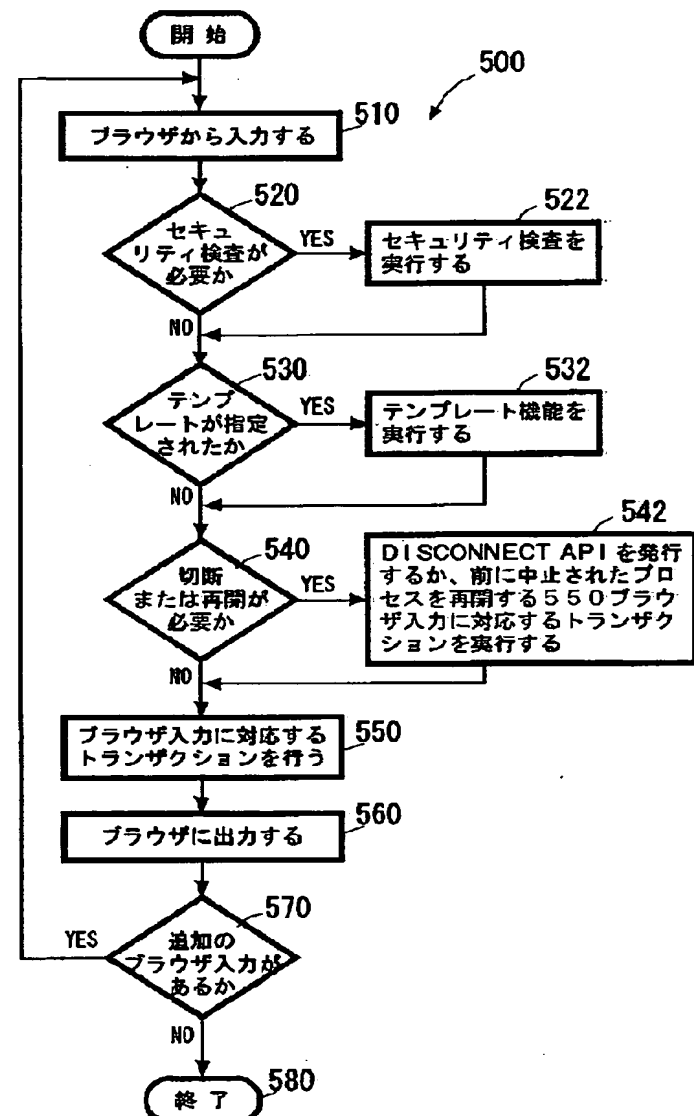 開始
500
ブラウザから入力する
510
520
セキュ
リティ検査が
必要か
YES
NO
522
セキュリティ検査を
実行する
530
テンプ
レートが指定
されたか
YES
NO
532
テンプレート機能を
実行する
540
切断
または再開が
必要か
YES
NO
542
DISCONNECT APIを発行
するか、前に中止されたプロ
セスを再開する550ブラウ
ザ入力に対応するトランザク
ションを実行する
ブラウザ入力に対応する
トランザクションを行う
550
ブラウザに出力する
560
570
追加の
ブラウザ入力が
あるか
YES
NO
終了
580